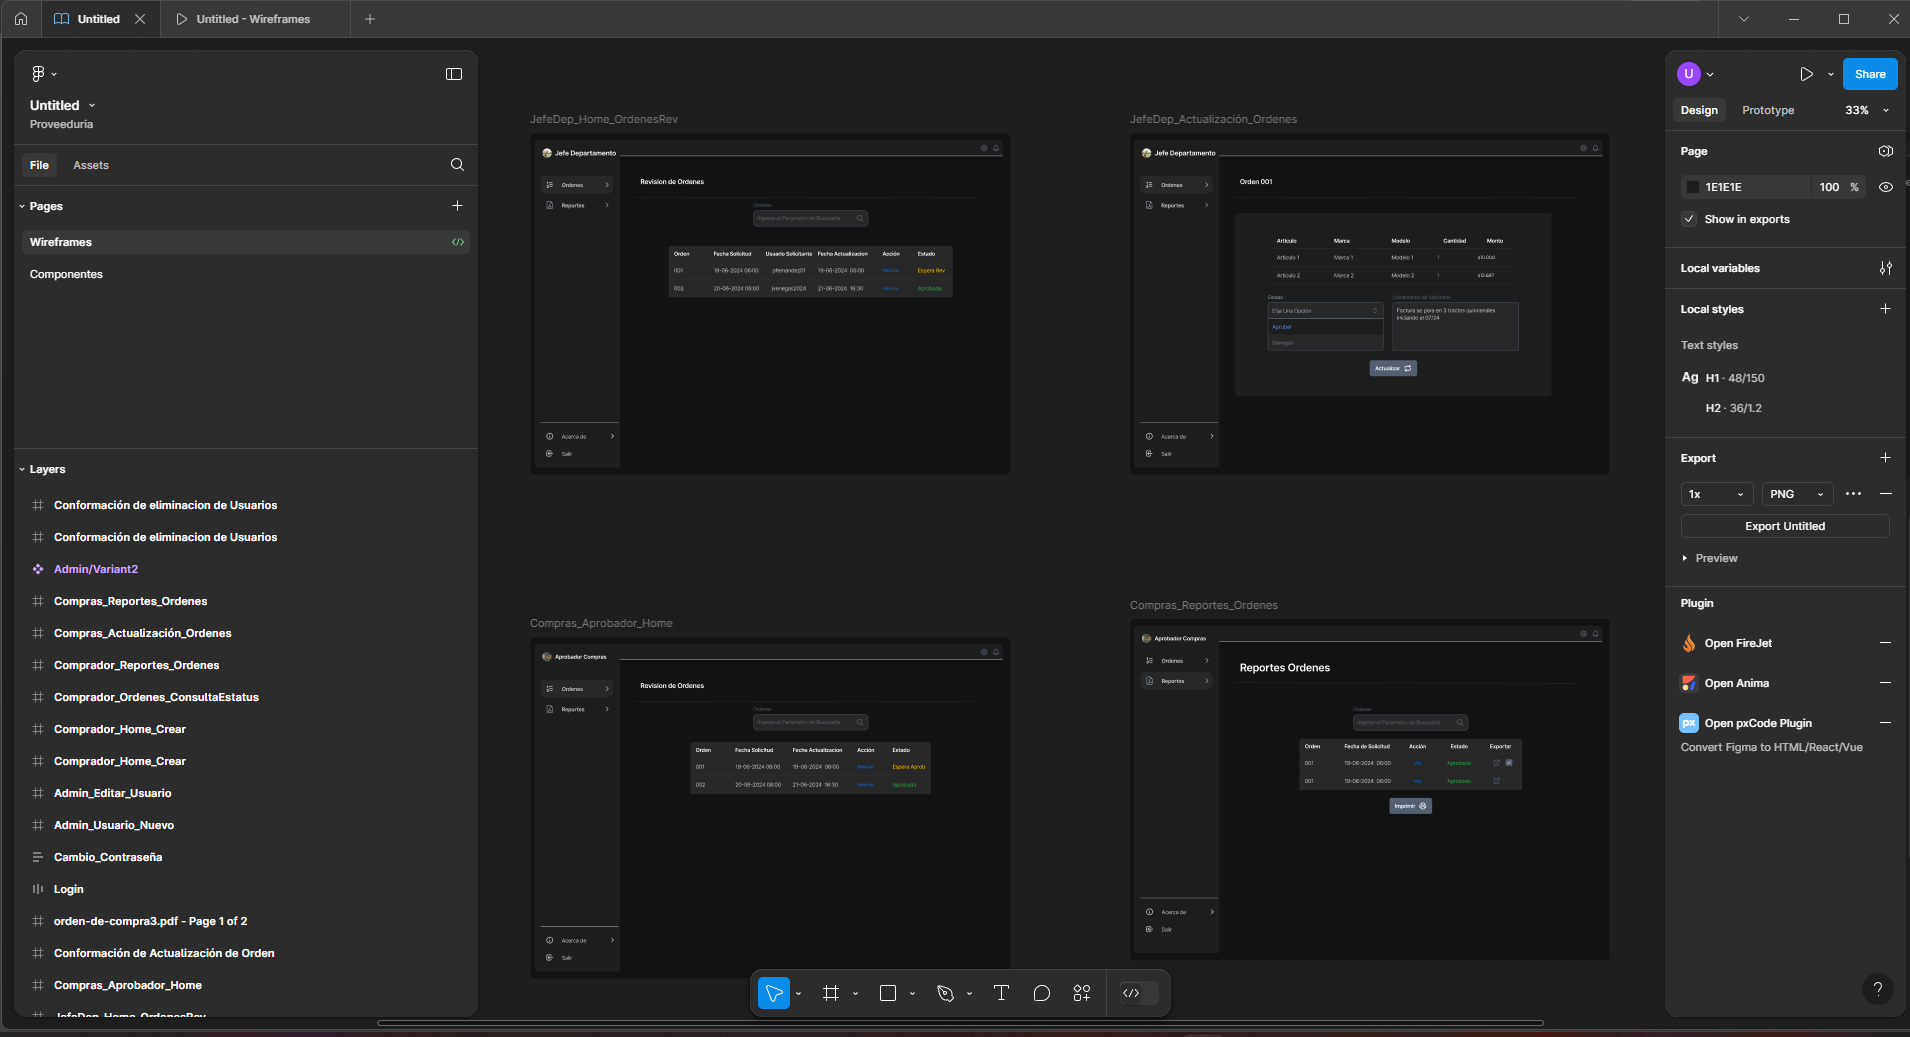 Untitled
Untitled - Wireframes
Untitled
Proveeduria
File
Assets
Pages
Wireframes
Componentes
Layers
Conformación de eliminacion de Usuarios
Conformación de eliminacion de Usuarios
Admin/Variant2
Compras_Reportes_Ordenes
Compras_Actualización_Ordenes
Comprador_Reportes_Ordenes
Comprador_Ordenes_ConsultaEstatus
Comprador_Home_Crear
Comprador_Home_Crear
Admin_Editar_Usuario
Admin_Usuario_Nuevo
Cambio_Contraseña
Login
orden-de-compra3.pdf - Page 1 of 2
Conformación de Actualización de Orden
Compras_Aprobador_Home
JefeDep_Home_OrdenesRev
JefeDep_Home_OrdenesRev
Jefe Departamento
Ordenes
Reportes
Revision de Ordenes
Ordenes
Ingrese el Parametro de Busqueda
Orden Fecha Solicitud Usuario Solicitante Fecha Actualizacion Acción Estado
001 19-06-2024 06:00 pfernandez01 19-06-2024 06:00 Revisar Espera Rev
002 20-06-2024 08:00 jvenegas2024 21-06-2024 16:30 Revisar Aprobada
Acerca de
Salir
JefeDep_Actualización_Ordenes
Jefe Departamento
Ordenes
Reportes
Orden 001
Articulo Marca Modelo Cantidad Monto
Articulo 1 Marca 1 Modelo 1 1
Articulo 2 Marca 2 Modelo 2 1
Estado
Elija Una Opción
Aprobar
Denegar
Comentarios del Solicitante
Factura se para en 3 tractos quincenales
iniciando el 07/24
Actualizar
Acerca de
Salir
Compras_Aprobador_Home
Aprobador Compras
Ordenes
Reportes
Revision de Ordenes
Ordenes
Ingrese el Parametro de Busqueda
Orden Fecha Solicitud Fecha Actualizacion Acción Estado
001 19-06-2024 06:00 19-06-2024 06:00 Revisar Espera Aprob
002 20-06-2024 08:00 21-06-2024 16:30 Revisar Aprobada
Acerca de
Salir
Compras_Reportes_Ordenes
Aprobador Compras
Ordenes
Reportes
Reportes Ordenes
Ordenes
Ingrese el Parametro de Busqueda
Orden Fecha de Solicitud Acción Estado Exportar
001 19-06-2024 06:00 Ver Aprobado
001 19-06-2024 06:00 Ver Aprobado
Imprimir
Acerca de
Salir
U
Share
Design
Prototype
33%
Page
1E1E1E
100 %
Show in exports
Local variables
Local styles
Text styles
Ag H1 · 48/150
H2 · 36/1.2
Export
1x
PNG
Export Untitled
Preview
Plugin
Open FireJet
Open Anima
px Open pxCode Plugin
Convert Figma to HTML/React/Vue
?